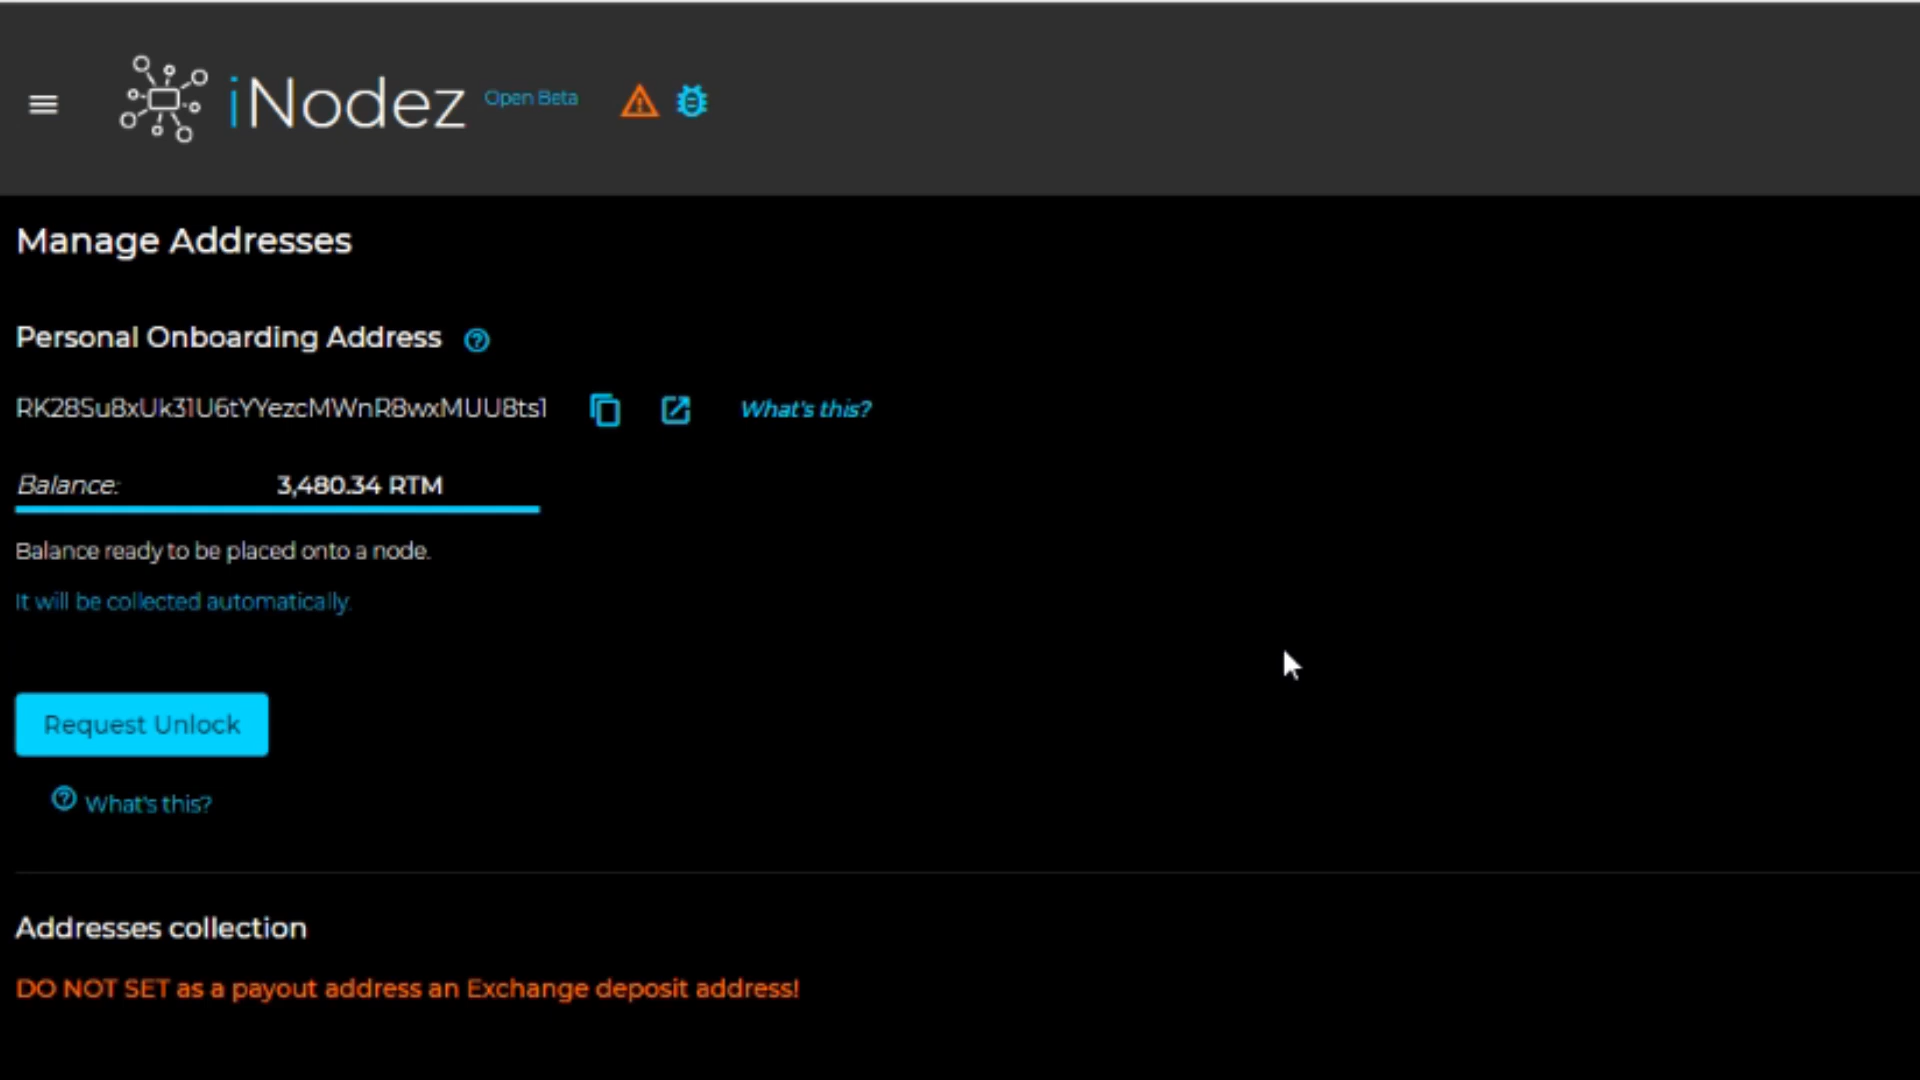 iNodez Open Beta
Manage Addresses
Personal Onboarding Address
RK28Su8xUk31U6tYYezcMWnR8wxMUU8ts1 What's this?
Balance: 3,480.34 RTM
Balance ready to be placed onto a node.
It will be collected automatically.
Request Unlock
What's this?
Addresses collection
DO NOT SET as a payout address an Exchange deposit address!